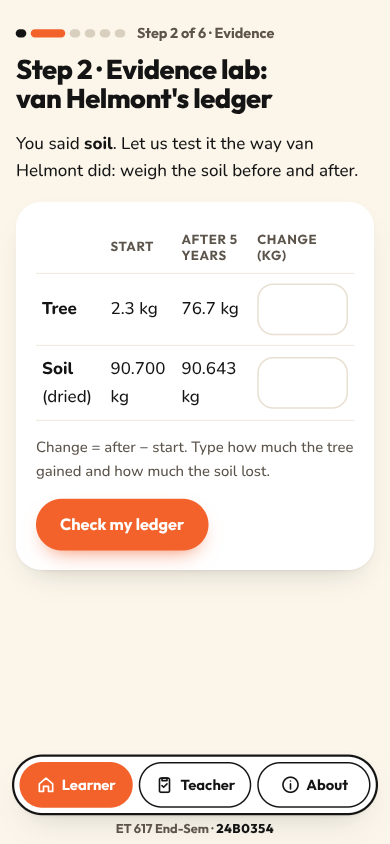 Step 2 of 6 · Evidence
Step 2 · Evidence lab:
van Helmont's ledger
You said soil. Let us test it the way van
Helmont did: weigh the soil before and after.
START AFTER 5 YEARS CHANGE (KG)
Tree 2.3 kg 76.7 kg
Soil (dried) 90.700 kg 90.643 kg
Change = after − start. Type how much the tree
gained and how much the soil lost.
Check my ledger
Learner Teacher About
ET 617 End-Sem · 24B0354